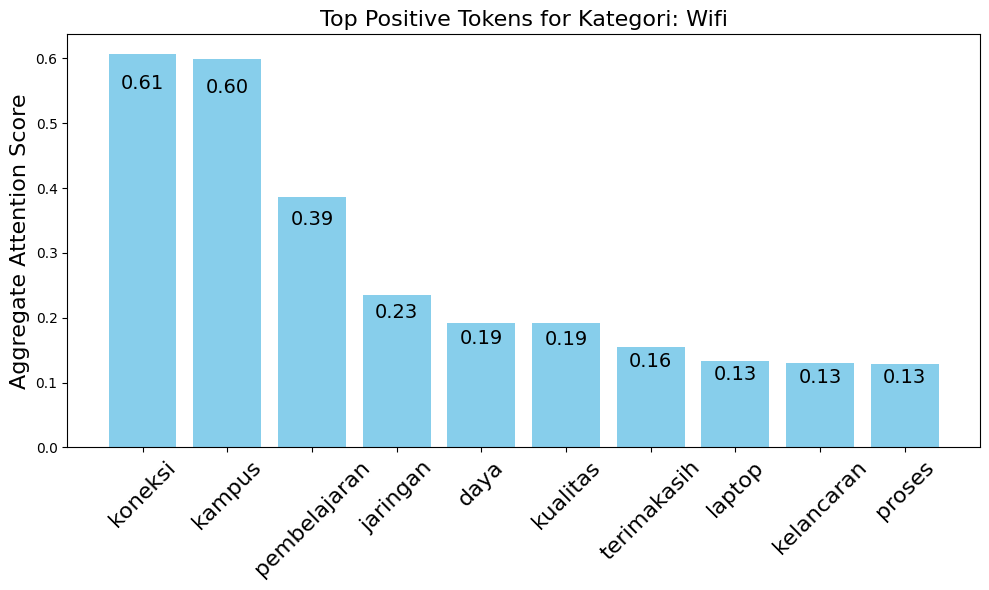 Top Positive Tokens for Kategori: Wifi
Aggregate Attention Score
0.6
0.5
0.4
0.3
0.2
0.1
0.0
0.61
0.60
0.39
0.23
0.19
0.19
0.16
0.13
0.13
0.13
koneksi
kampus
pembelajaran
jaringan
daya
kualitas
terimakasih
laptop
kelancaran
proses